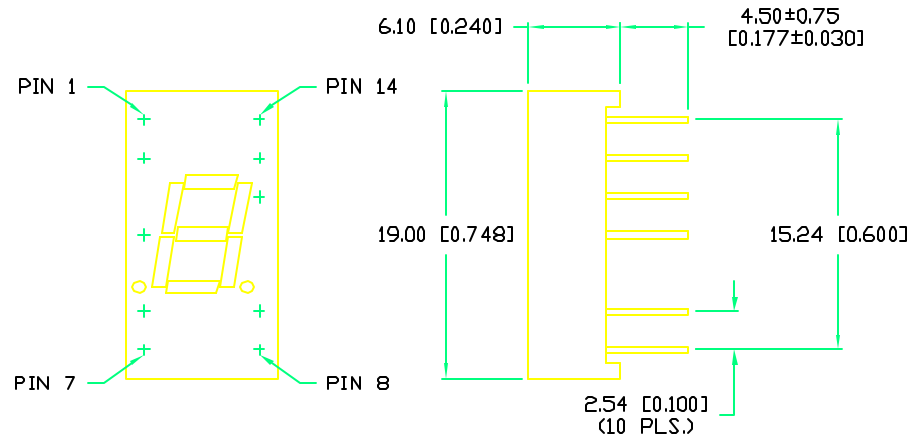 6.10 [0.240]
4.50±0.75
[0.177±0.030]
PIN 1
PIN 14
19.00 [0.748]
15.24 [0.600]
PIN 7
PIN 8
2.54 [0.100]
(10 PLS.)